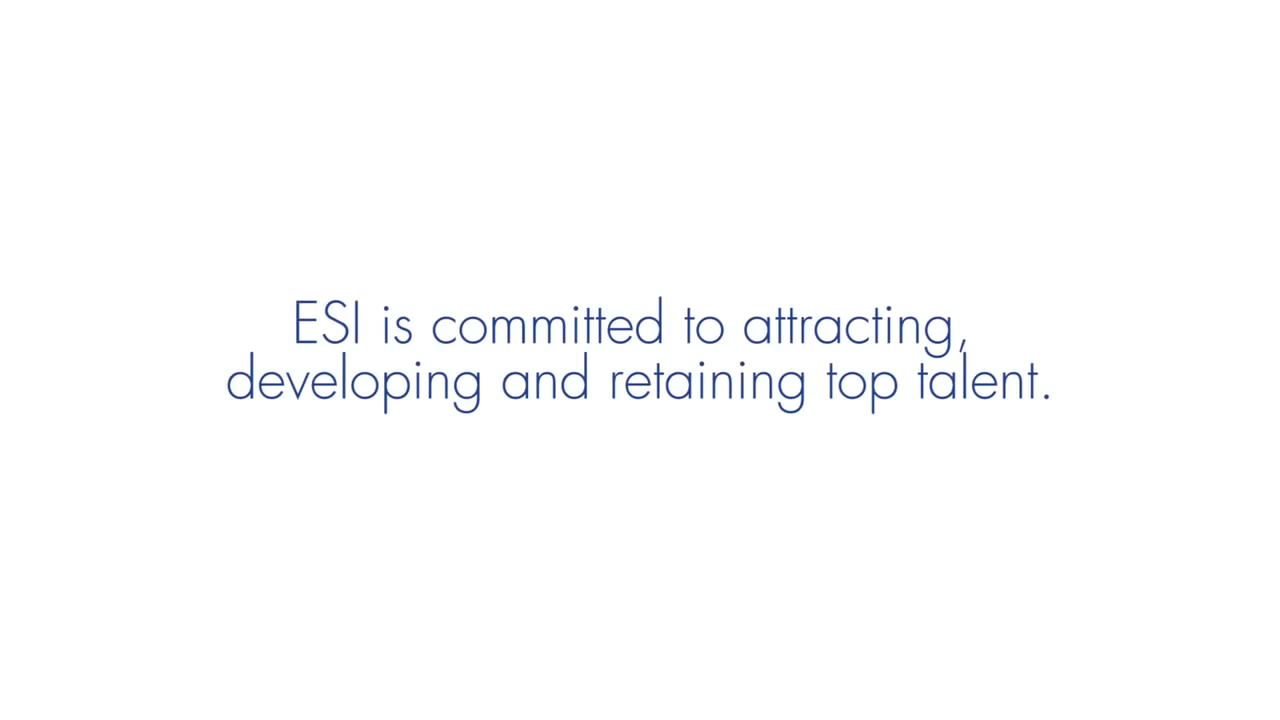 ESI is committed to attracting,
developing and retaining top talent.